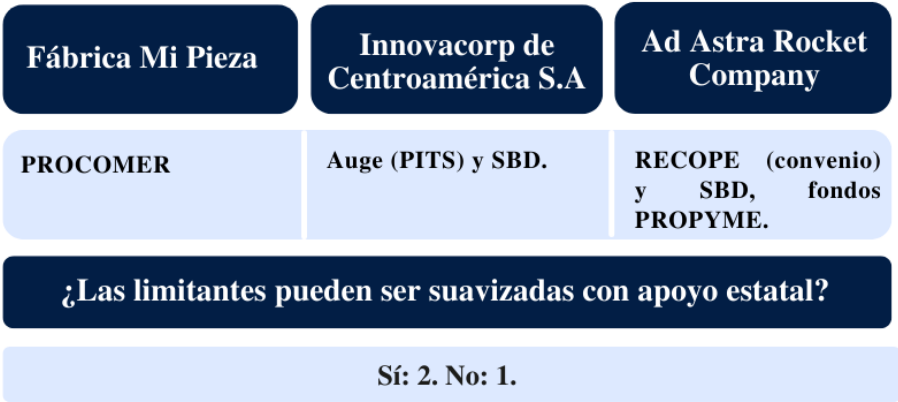 Fábrica Mi Pieza
Innovacorp de
Centroamérica S.A
Ad Astra Rocket
Company
PROCOMER
Auge (PITS) y SBD.
RECOPE (convenio)
y SBD, fondos
PROPYME.
¿Las limitantes pueden ser suavizadas con apoyo estatal?
Sí: 2. No: 1.